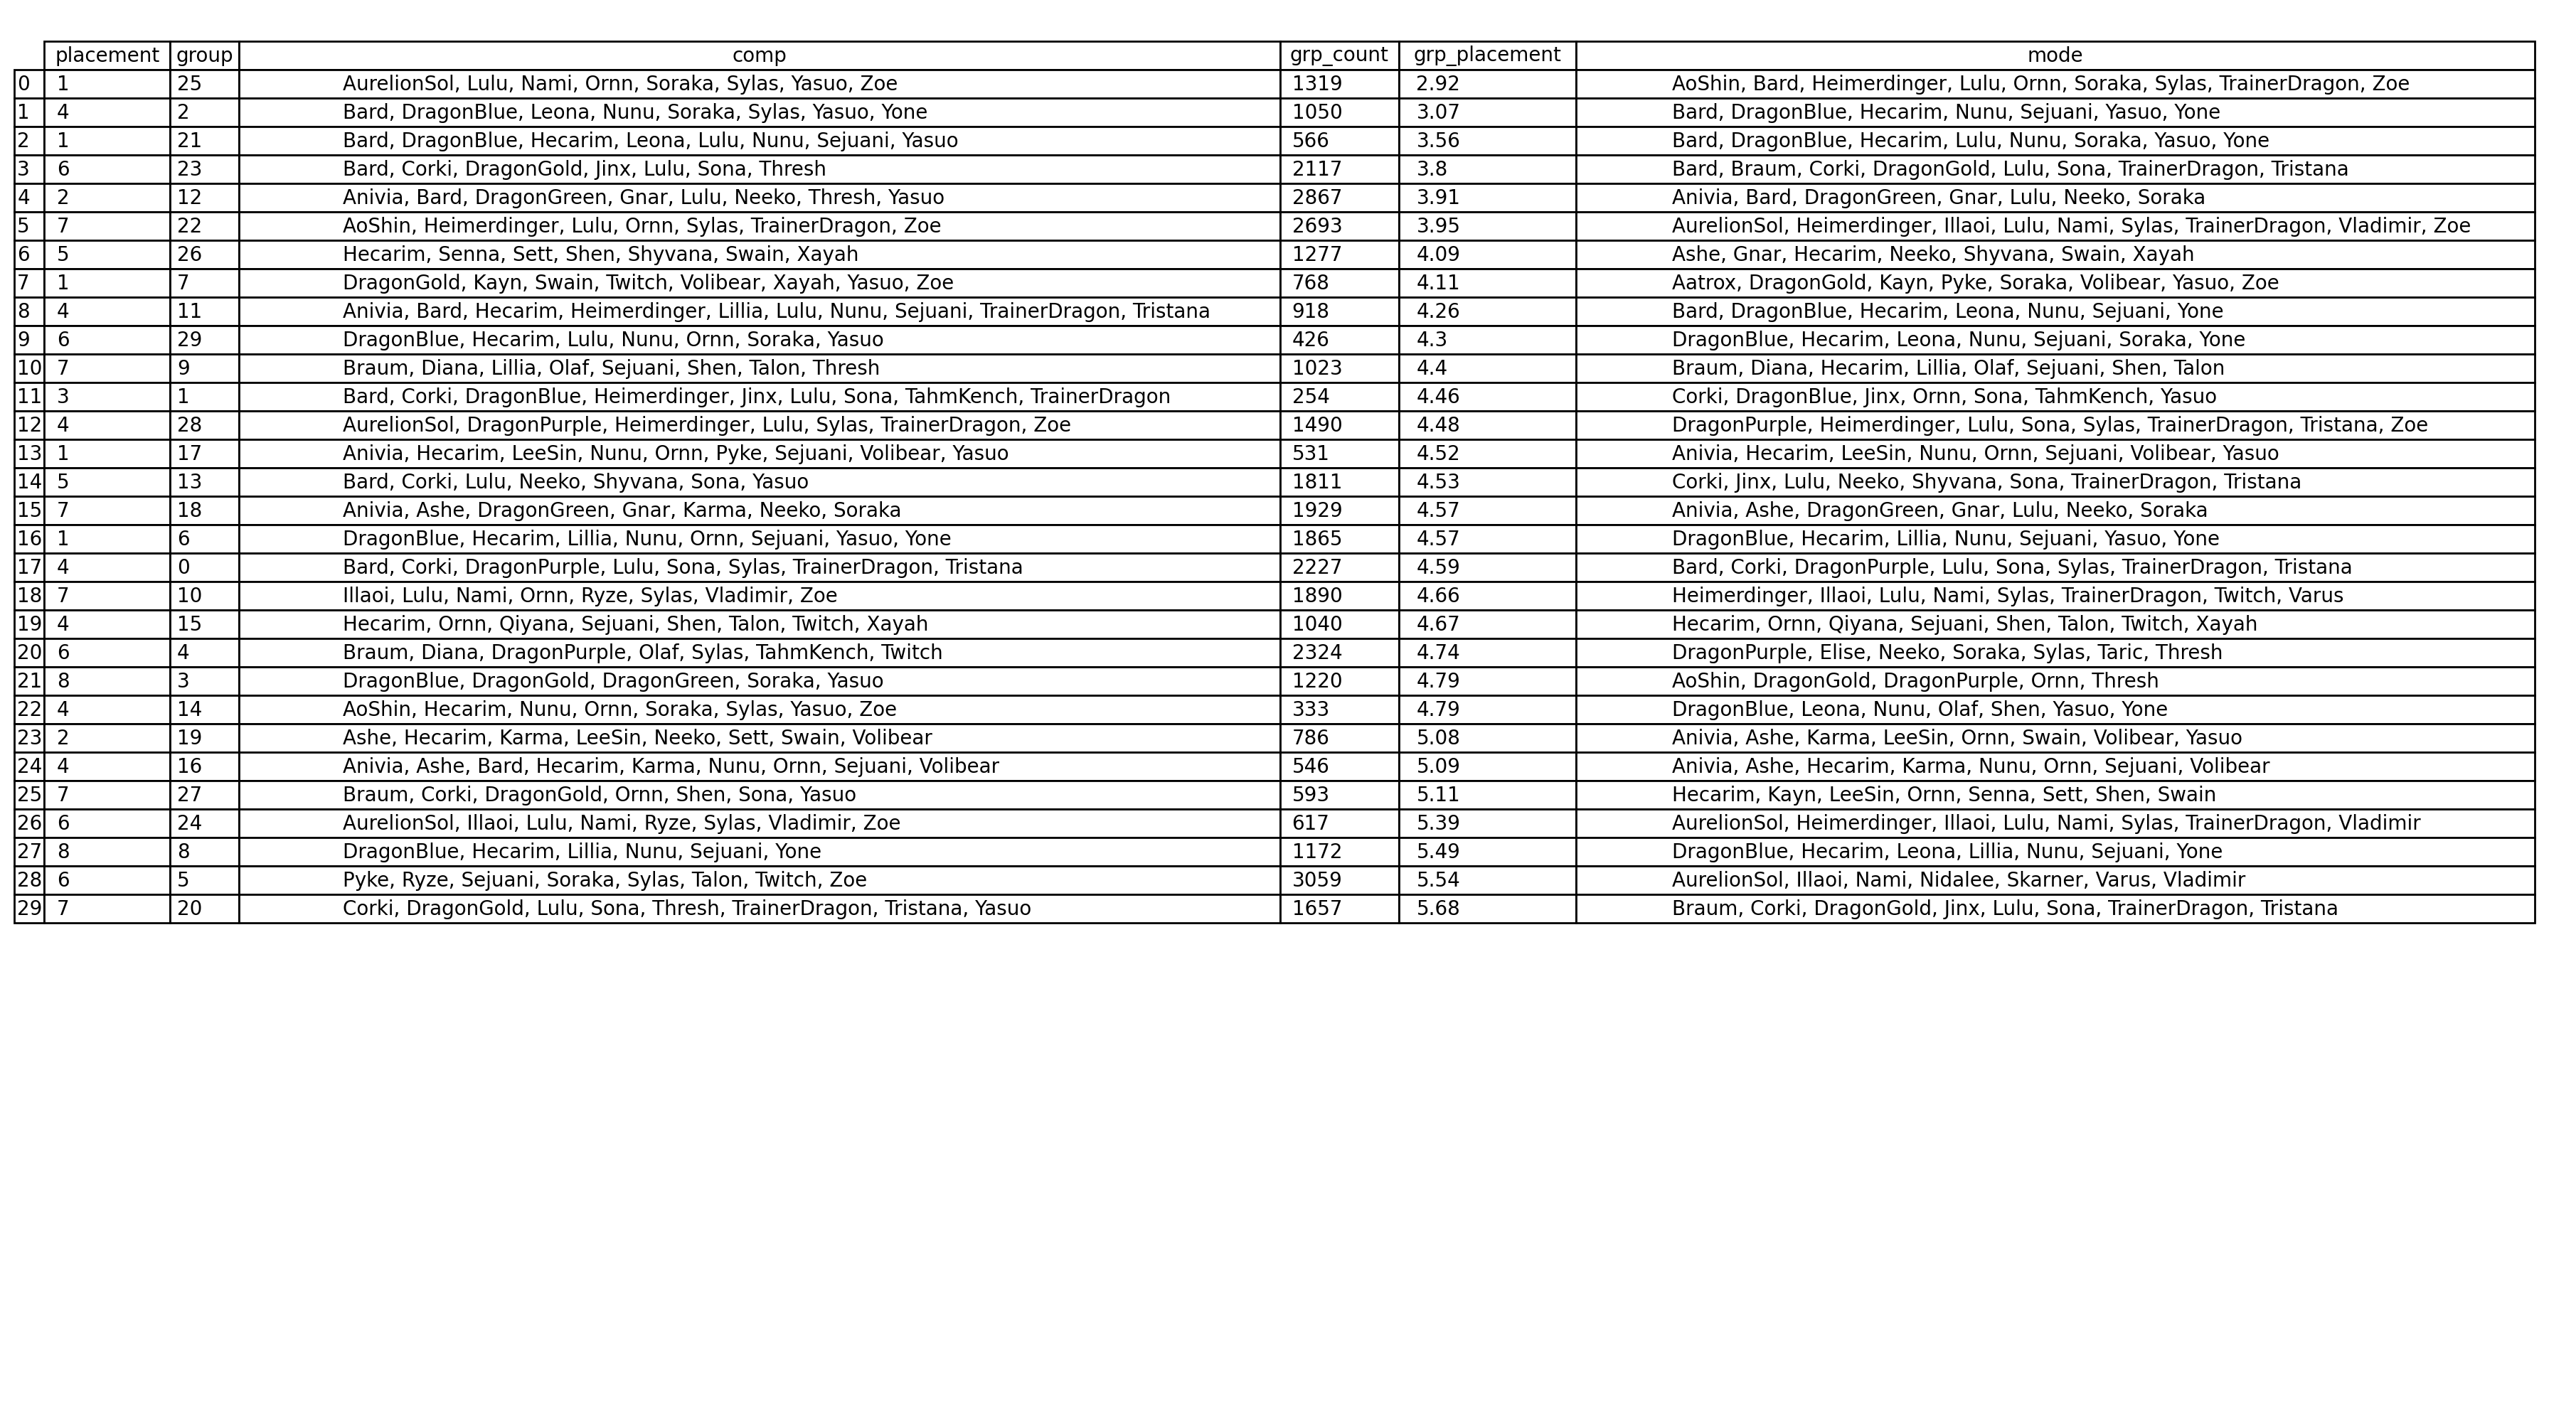 placement group comp grp_count grp_placement mode
0 1 25 AurelionSol, Lulu, Nami, Ornn, Soraka, Sylas, Yasuo, Zoe 1319 2.92 AoShin, Bard, Heimerdinger, Lulu, Ornn, Soraka, Sylas, TrainerDragon, Zoe
1 4 2 Bard, DragonBlue, Leona, Nunu, Soraka, Sylas, Yasuo, Yone 1050 3.07 Bard, DragonBlue, Hecarim, Nunu, Sejuani, Yasuo, Yone
2 1 21 Bard, DragonBlue, Hecarim, Leona, Lulu, Nunu, Sejuani, Yasuo 566 3.56 Bard, DragonBlue, Hecarim, Lulu, Nunu, Soraka, Yasuo, Yone
3 6 23 Bard, Corki, DragonGold, Jinx, Lulu, Sona, Thresh 2117 3.8 Bard, Braum, Corki, DragonGold, Lulu, Sona, TrainerDragon, Tristana
4 2 12 Anivia, Bard, DragonGreen, Gnar, Lulu, Neeko, Thresh, Yasuo 2867 3.91 Anivia, Bard, DragonGreen, Gnar, Lulu, Neeko, Soraka
5 7 22 AoShin, Heimerdinger, Lulu, Ornn, Sylas, TrainerDragon, Zoe 2693 3.95 AurelionSol, Heimerdinger, Illaoi, Lulu, Nami, Sylas, TrainerDragon, Vladimir, Zoe
6 5 26 Hecarim, Senna, Sett, Shen, Shyvana, Swain, Xayah 1277 4.09 Ashe, Gnar, Hecarim, Neeko, Shyvana, Swain, Xayah
7 1 7 DragonGold, Kayn, Swain, Twitch, Volibear, Xayah, Yasuo, Zoe 768 4.11 Aatrox, DragonGold, Kayn, Pyke, Soraka, Volibear, Yasuo, Zoe
8 4 11 Anivia, Bard, Hecarim, Heimerdinger, Lillia, Lulu, Nunu, Sejuani, TrainerDragon, Tristana 918 4.26 Bard, DragonBlue, Hecarim, Leona, Nunu, Sejuani, Yone
9 6 29 DragonBlue, Hecarim, Lulu, Nunu, Ornn, Soraka, Yasuo 426 4.3 DragonBlue, Hecarim, Leona, Nunu, Sejuani, Soraka, Yone
10 7 9 Braum, Diana, Lillia, Olaf, Sejuani, Shen, Talon, Thresh 1023 4.4 Braum, Diana, Hecarim, Lillia, Olaf, Sejuani, Shen, Talon
11 3 1 Bard, Corki, DragonBlue, Heimerdinger, Jinx, Lulu, Sona, TahmKench, TrainerDragon 254 4.46 Corki, DragonBlue, Jinx, Ornn, Sona, TahmKench, Yasuo
12 4 28 AurelionSol, DragonPurple, Heimerdinger, Lulu, Sylas, TrainerDragon, Zoe 1490 4.48 DragonPurple, Heimerdinger, Lulu, Sona, Sylas, TrainerDragon, Tristana, Zoe
13 1 17 Anivia, Hecarim, LeeSin, Nunu, Ornn, Pyke, Sejuani, Volibear, Yasuo 531 4.52 Anivia, Hecarim, LeeSin, Nunu, Ornn, Sejuani, Volibear, Yasuo
14 5 13 Bard, Corki, Lulu, Neeko, Shyvana, Sona, Yasuo 1811 4.53 Corki, Jinx, Lulu, Neeko, Shyvana, Sona, TrainerDragon, Tristana
15 7 18 Anivia, Ashe, DragonGreen, Gnar, Karma, Neeko, Soraka 1929 4.57 Anivia, Ashe, DragonGreen, Gnar, Lulu, Neeko, Soraka
16 1 6 DragonBlue, Hecarim, Lillia, Nunu, Ornn, Sejuani, Yasuo, Yone 1865 4.57 DragonBlue, Hecarim, Lillia, Nunu, Sejuani, Yasuo, Yone
17 4 0 Bard, Corki, DragonPurple, Lulu, Sona, Sylas, TrainerDragon, Tristana 2227 4.59 Bard, Corki, DragonPurple, Lulu, Sona, Sylas, TrainerDragon, Tristana
18 7 10 Illaoi, Lulu, Nami, Ornn, Ryze, Sylas, Vladimir, Zoe 1890 4.66 Heimerdinger, Illaoi, Lulu, Nami, Sylas, TrainerDragon, Twitch, Varus
19 4 15 Hecarim, Ornn, Qiyana, Sejuani, Shen, Talon, Twitch, Xayah 1040 4.67 Hecarim, Ornn, Qiyana, Sejuani, Shen, Talon, Twitch, Xayah
20 6 4 Braum, Diana, DragonPurple, Olaf, Sylas, TahmKench, Twitch 2324 4.74 DragonPurple, Elise, Neeko, Soraka, Sylas, Taric, Thresh
21 8 3 DragonBlue, DragonGold, DragonGreen, Soraka, Yasuo 1220 4.79 AoShin, DragonGold, DragonPurple, Ornn, Thresh
22 4 14 AoShin, Hecarim, Nunu, Ornn, Soraka, Sylas, Yasuo, Zoe 333 4.79 DragonBlue, Leona, Nunu, Olaf, Shen, Yasuo, Yone
23 2 19 Ashe, Hecarim, Karma, LeeSin, Neeko, Sett, Swain, Volibear 786 5.08 Anivia, Ashe, Karma, LeeSin, Ornn, Swain, Volibear, Yasuo
24 4 16 Anivia, Ashe, Bard, Hecarim, Karma, Nunu, Ornn, Sejuani, Volibear 546 5.09 Anivia, Ashe, Hecarim, Karma, Nunu, Ornn, Sejuani, Volibear
25 7 27 Braum, Corki, DragonGold, Ornn, Shen, Sona, Yasuo 593 5.11 Hecarim, Kayn, LeeSin, Ornn, Senna, Sett, Shen, Swain
26 6 24 AurelionSol, Illaoi, Lulu, Nami, Ryze, Sylas, Vladimir, Zoe 617 5.39 AurelionSol, Heimerdinger, Illaoi, Lulu, Nami, Sylas, TrainerDragon, Vladimir
27 8 8 DragonBlue, Hecarim, Lillia, Nunu, Sejuani, Yone 1172 5.49 DragonBlue, Hecarim, Leona, Lillia, Nunu, Sejuani, Yone
28 6 5 Pyke, Ryze, Sejuani, Soraka, Sylas, Talon, Twitch, Zoe 3059 5.54 AurelionSol, Illaoi, Nami, Nidalee, Skarner, Varus, Vladimir
29 7 20 Corki, DragonGold, Lulu, Sona, Thresh, TrainerDragon, Tristana, Yasuo 1657 5.68 Braum, Corki, DragonGold, Jinx, Lulu, Sona, TrainerDragon, Tristana